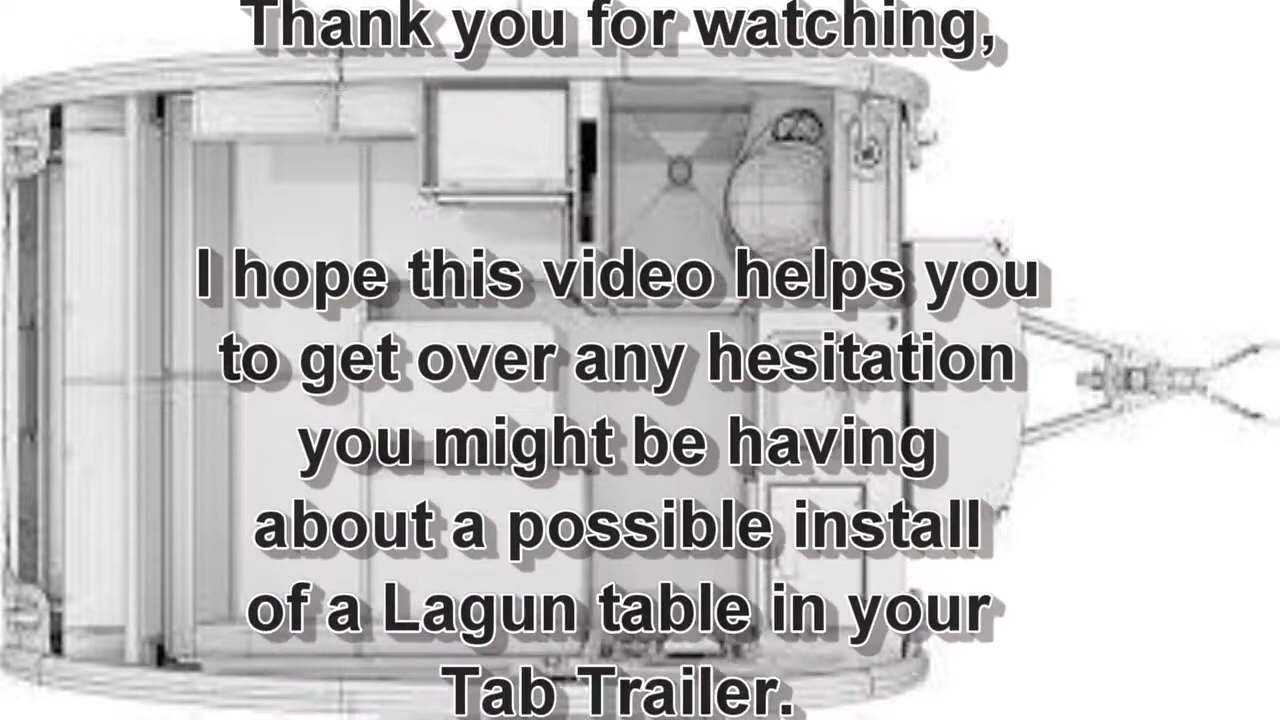 Thank you for watching,
I hope this video helps you
to get over any hesitation
you might be having
about a possible install
of a Lagun table in your
Tab Trailer.